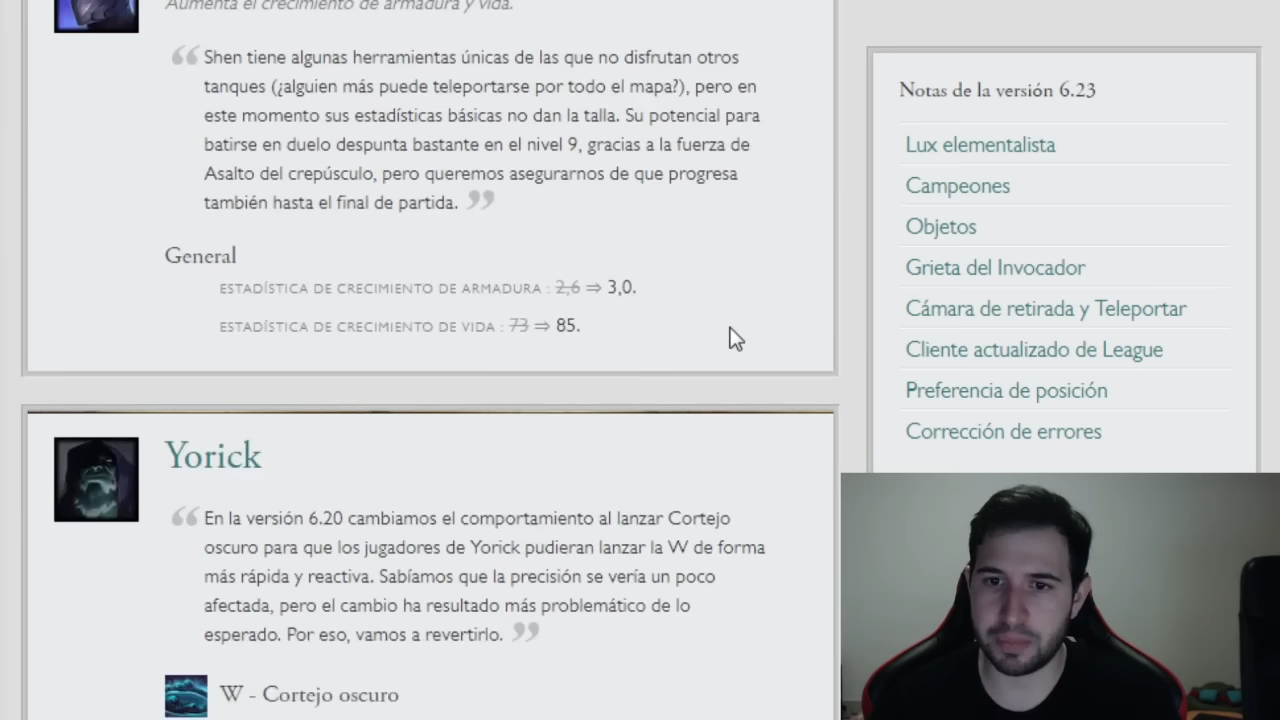 Aumenta el crecimiento de armadura y vida.
Shen tiene algunas herramientas únicas de las que no disfrutan otros
tanques (¿alguien más puede teleportarse por todo el mapa?), pero en
este momento sus estadísticas básicas no dan la talla. Su potencial para
batirse en duelo despunta bastante en el nivel 9, gracias a la fuerza de
Asalto del crepúsculo, pero queremos asegurarnos de que progresa
también hasta el final de partida.
General
ESTADÍSTICA DE CRECIMIENTO DE ARMADURA : 2,6 ⇒ 3,0.
ESTADÍSTICA DE CRECIMIENTO DE VIDA : 73 ⇒ 85.
Yorick
En la versión 6.20 cambiamos el comportamiento al lanzar Cortejo
oscuro para que los jugadores de Yorick pudieran lanzar la W de forma
más rápida y reactiva. Sabíamos que la precisión se vería un poco
afectada, pero el cambio ha resultado más problemático de lo
esperado. Por eso, vamos a revertirlo.
W - Cortejo oscuro
Notas de la versión 6.23
Lux elementalista
Campeones
Objetos
Grieta del Invocador
Cámara de retirada y Teleportar
Cliente actualizado de League
Preferencia de posición
Corrección de errores